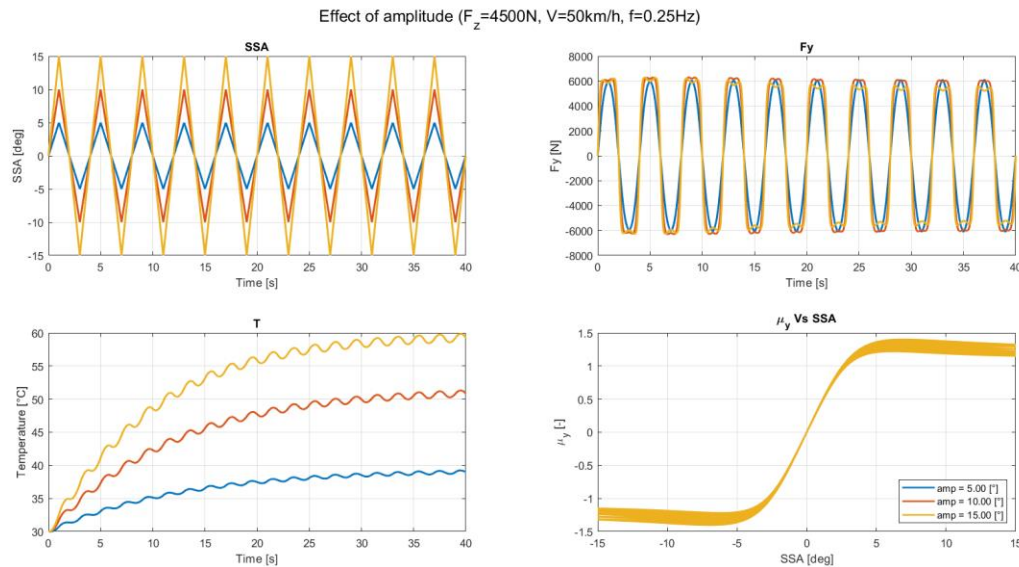 Effect of amplitude (F_z=4500N, V=50km/h, f=0.25Hz)
SSA
15
10
5
0
-5
-10
-15
SSA [deg]
0 5 10 15 20 25 30 35 40
Time [s]
Fy
8000
6000
4000
2000
0
-2000
-4000
-6000
-8000
Fy [N]
0 5 10 15 20 25 30 35 40
Time [s]
T
60
55
50
45
40
35
30
Temperature [°C]
0 5 10 15 20 25 30 35 40
Time [s]
μ_y Vs SSA
1.5
1
0.5
0
-0.5
-1
-1.5
μ_y [-]
-15 -10 -5 0 5 10 15
SSA [deg]
amp = 5.00 [°]
amp = 10.00 [°]
amp = 15.00 [°]